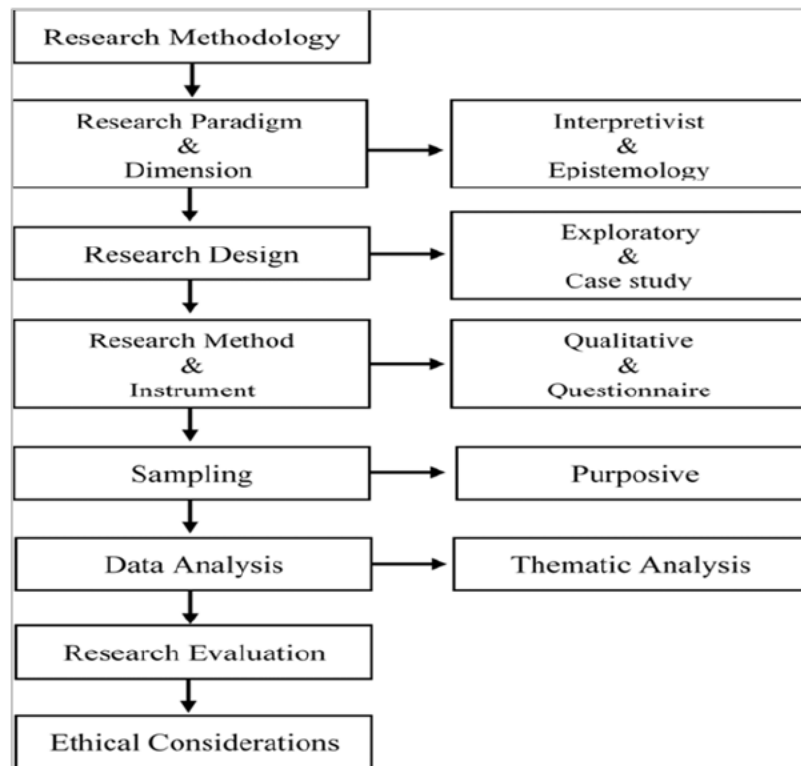 Research Methodology
Research Paradigm
&
Dimension
Interpretivist
&
Epistemology
Research Design
Exploratory
&
Case study
Research Method
&
Instrument
Qualitative
&
Questionnaire
Sampling
Purposive
Data Analysis
Thematic Analysis
Research Evaluation
Ethical Considerations